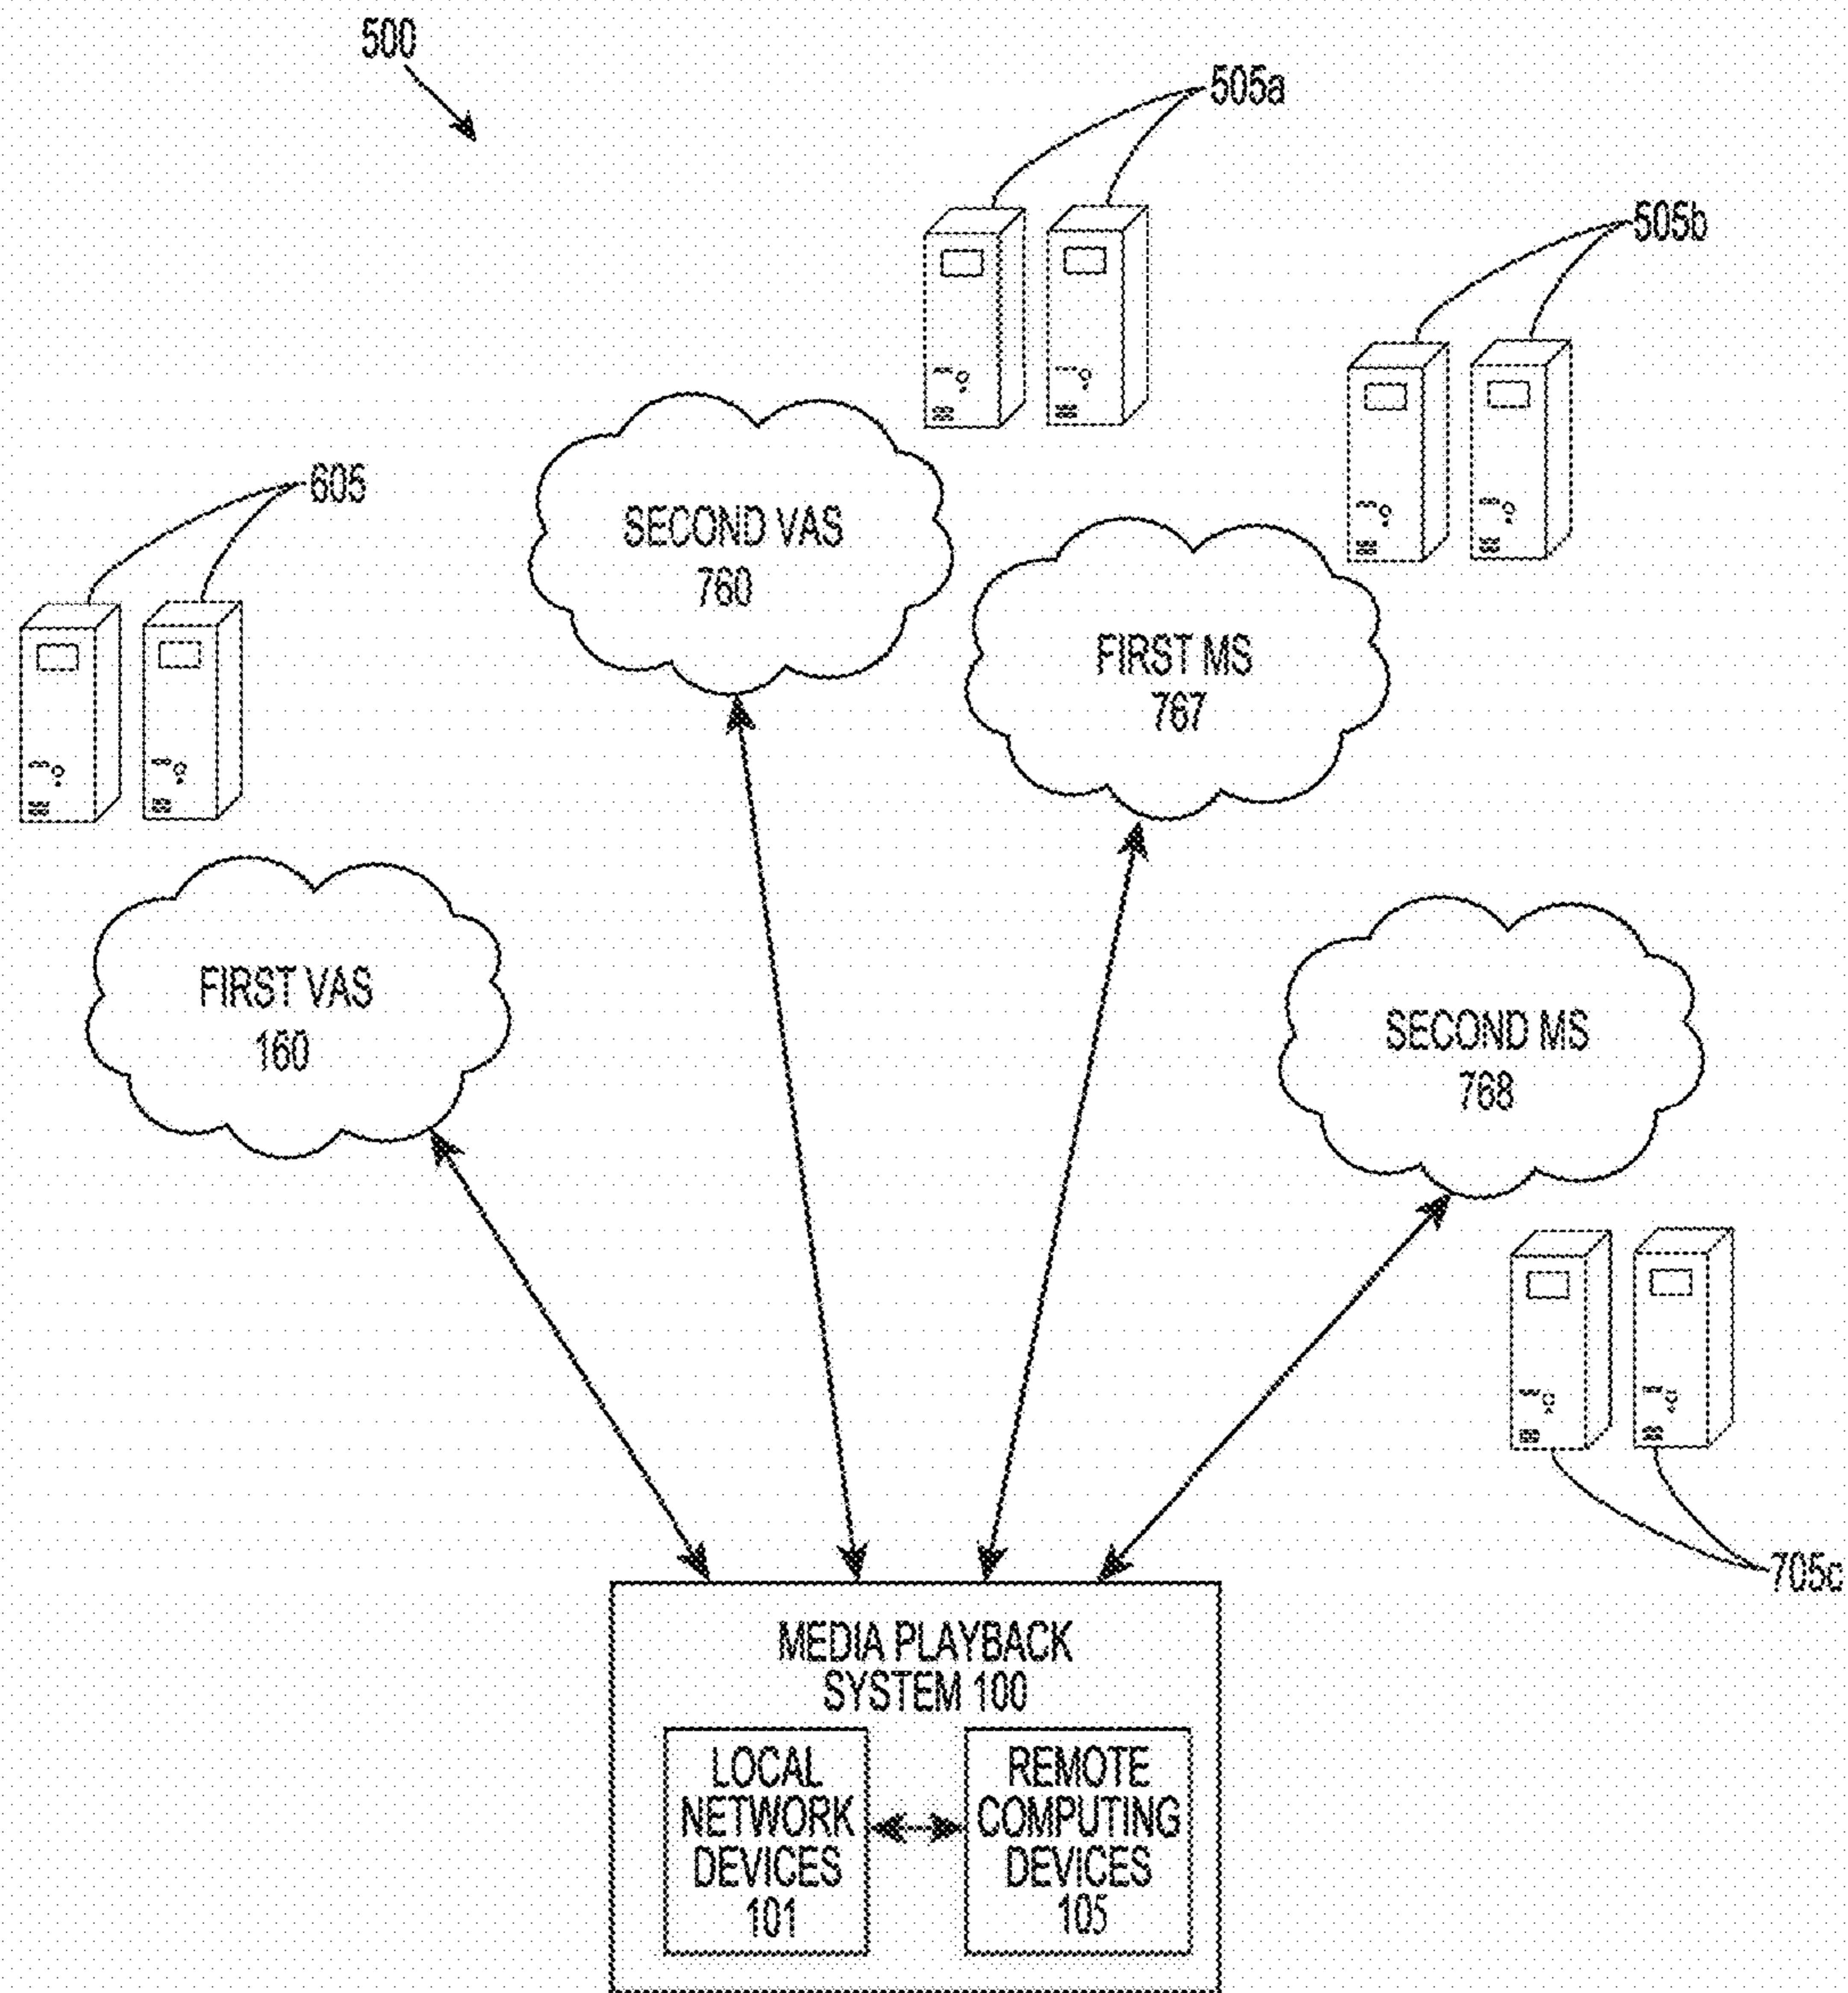 500
505a
505b
605
SECOND VAS
760
FIRST MS
767
FIRST VAS
160
SECOND MS
768
705c
MEDIA PLAYBACK
SYSTEM 100
LOCAL
NETWORK
DEVICES
101
REMOTE
COMPUTING
DEVICES
105